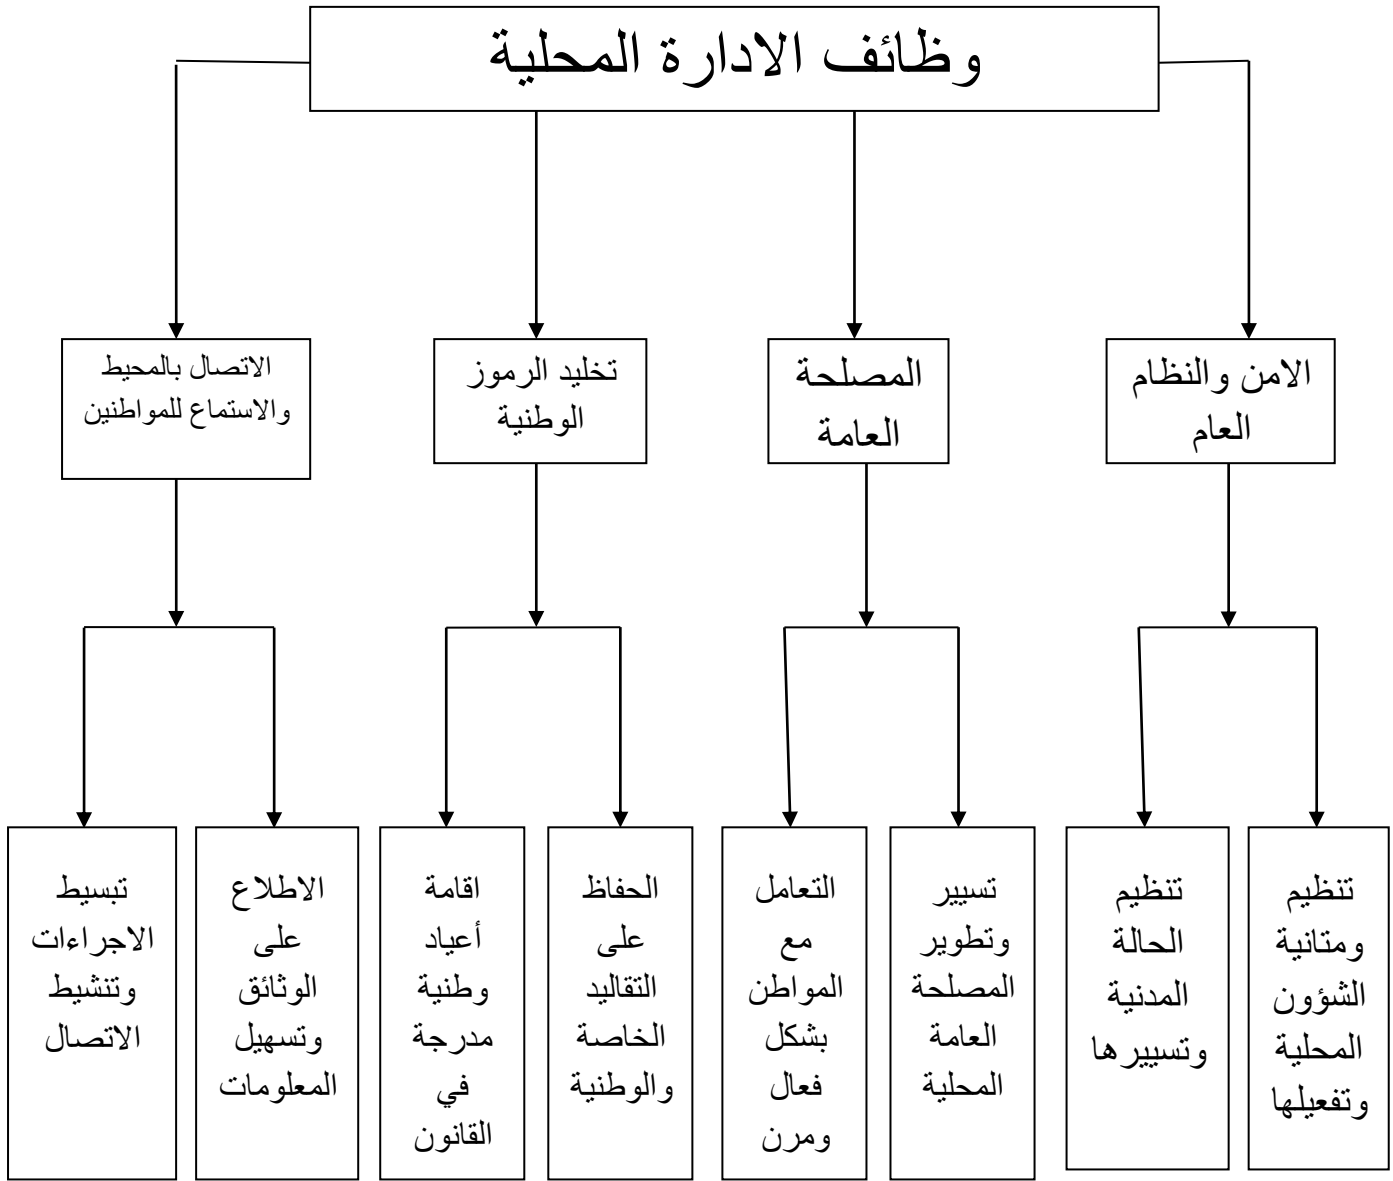 وظائف الادارة المحلية
الامن والنظام
العام
المصلحة
العامة
تخليد الرموز
الوطنية
الاتصال بالمحيط
والاستماع للمواطنين
تنظيم
ومتانية
الشؤون
المحلية
وتفعيلها
تنظيم
الحالة
المدنية
وتسييرها
تسيير
وتطوير
المصلحة
العامة
المحلية
التعامل
مع
المواطن
بشكل
فعال
ومرن
الحفاظ
على
التقاليد
الخاصة
والوطنية
اقامة
أعياد
وطنية
مدرجة
في
القانون
الاطلاع
على
الوثائق
وتسهيل
المعلومات
تبسيط
الاجراءات
وتنشيط
الاتصال